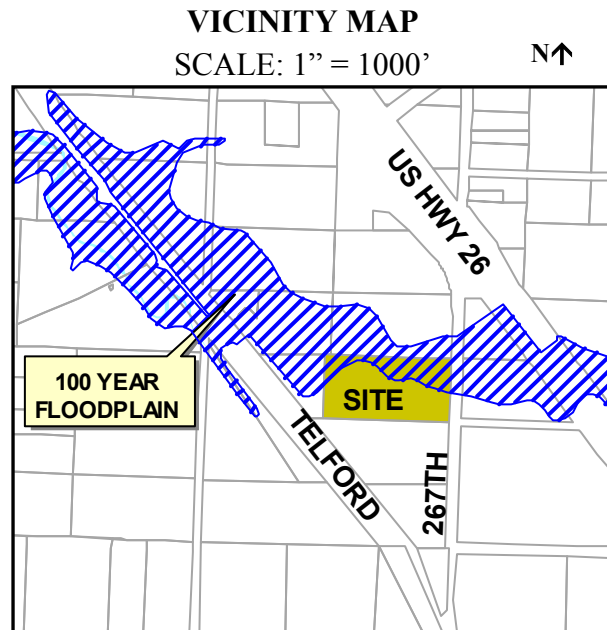 VICINITY MAP
SCALE: 1” = 1000’
N↑
US HWY 26
100 YEAR
FLOODPLAIN
SITE
TELFORD
267TH